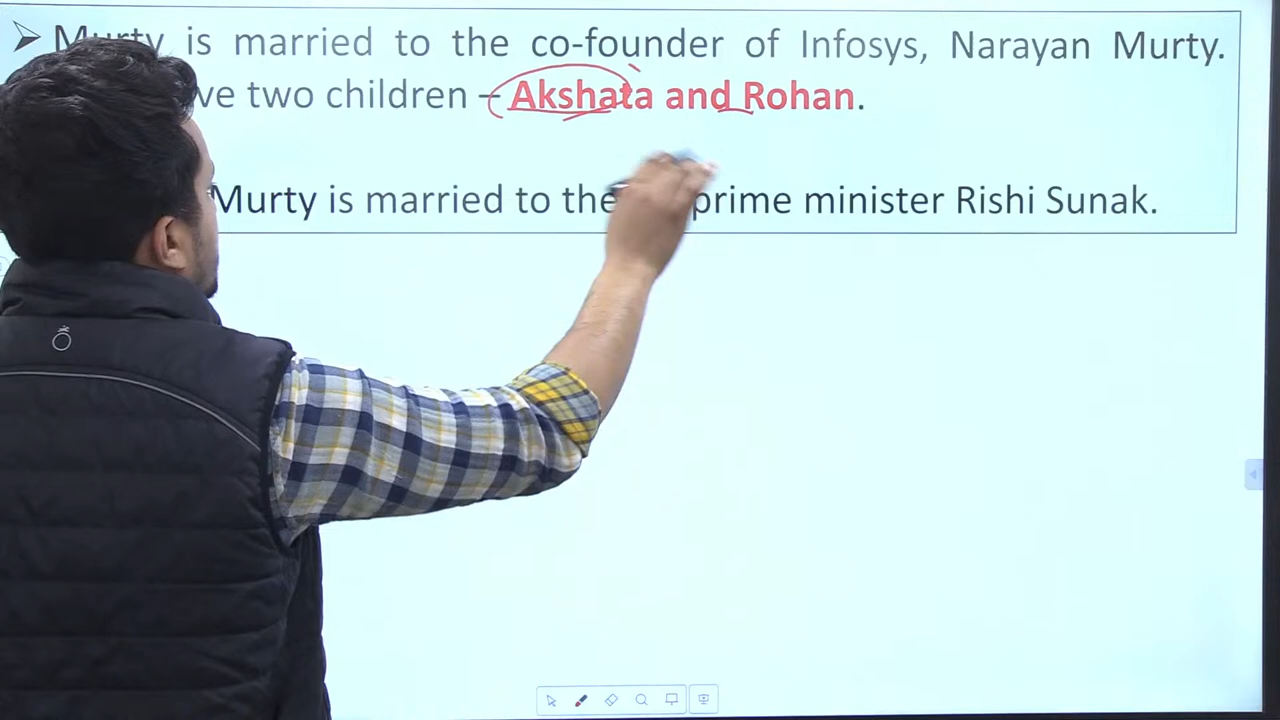 Murty is married to the co-founder of Infosys, Narayan Murty.
two children – Akshata and Rohan.
Murty is married to the prime minister Rishi Sunak.